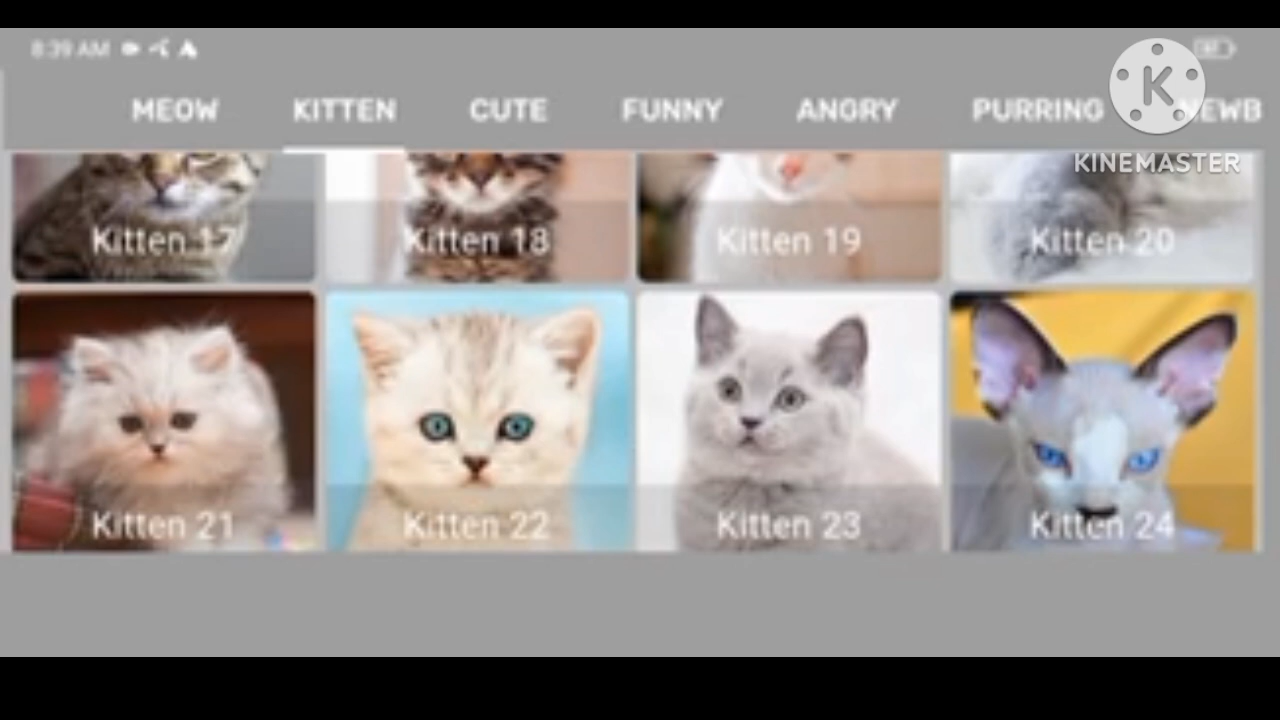 8:39 AM
K
KINEMASTER
MEOW KITTEN CUTE FUNNY ANGRY PURRING NEWB
Kitten 17 Kitten 18 Kitten 19 Kitten 20
Kitten 21 Kitten 22 Kitten 23 Kitten 24